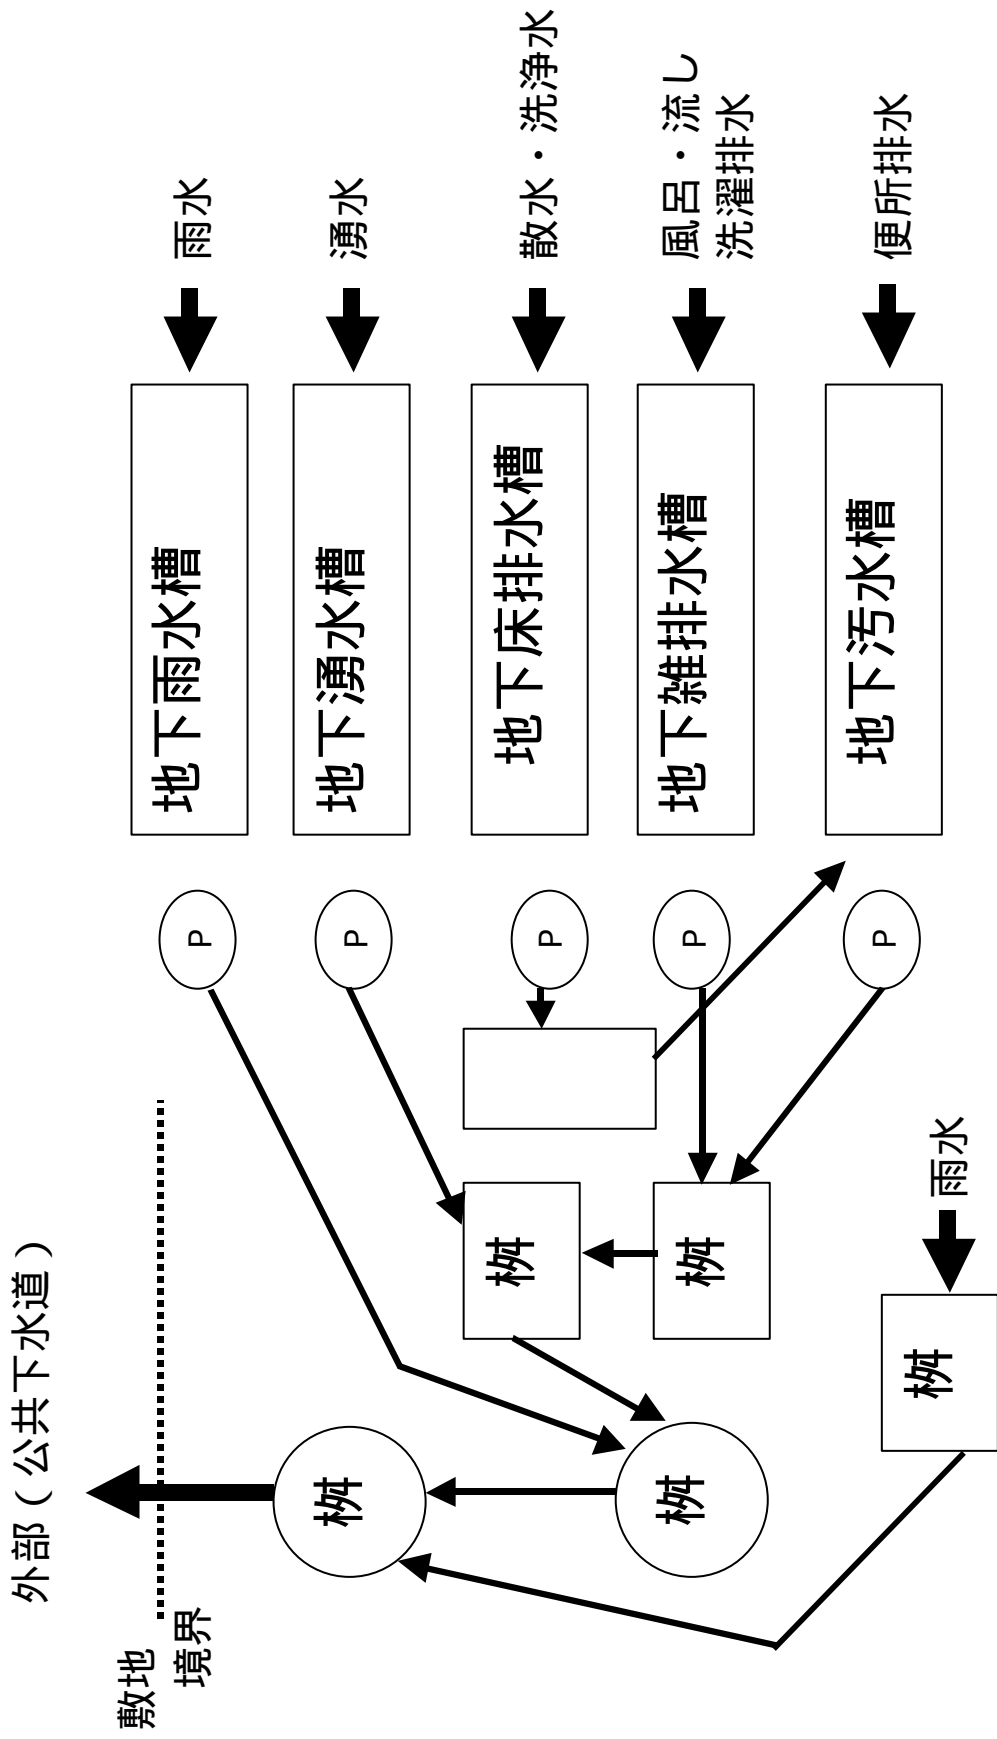 外部（公共下水道）
敷地
境界
雨水
湧水
散水・洗浄水
風呂・流し
洗濯排水
便所排水
地下雨水槽
地下湧水槽
地下床排水槽
地下雑排水槽
地下汚水槽
P
P
P
P
P
桝
桝
桝
桝
桝
雨水